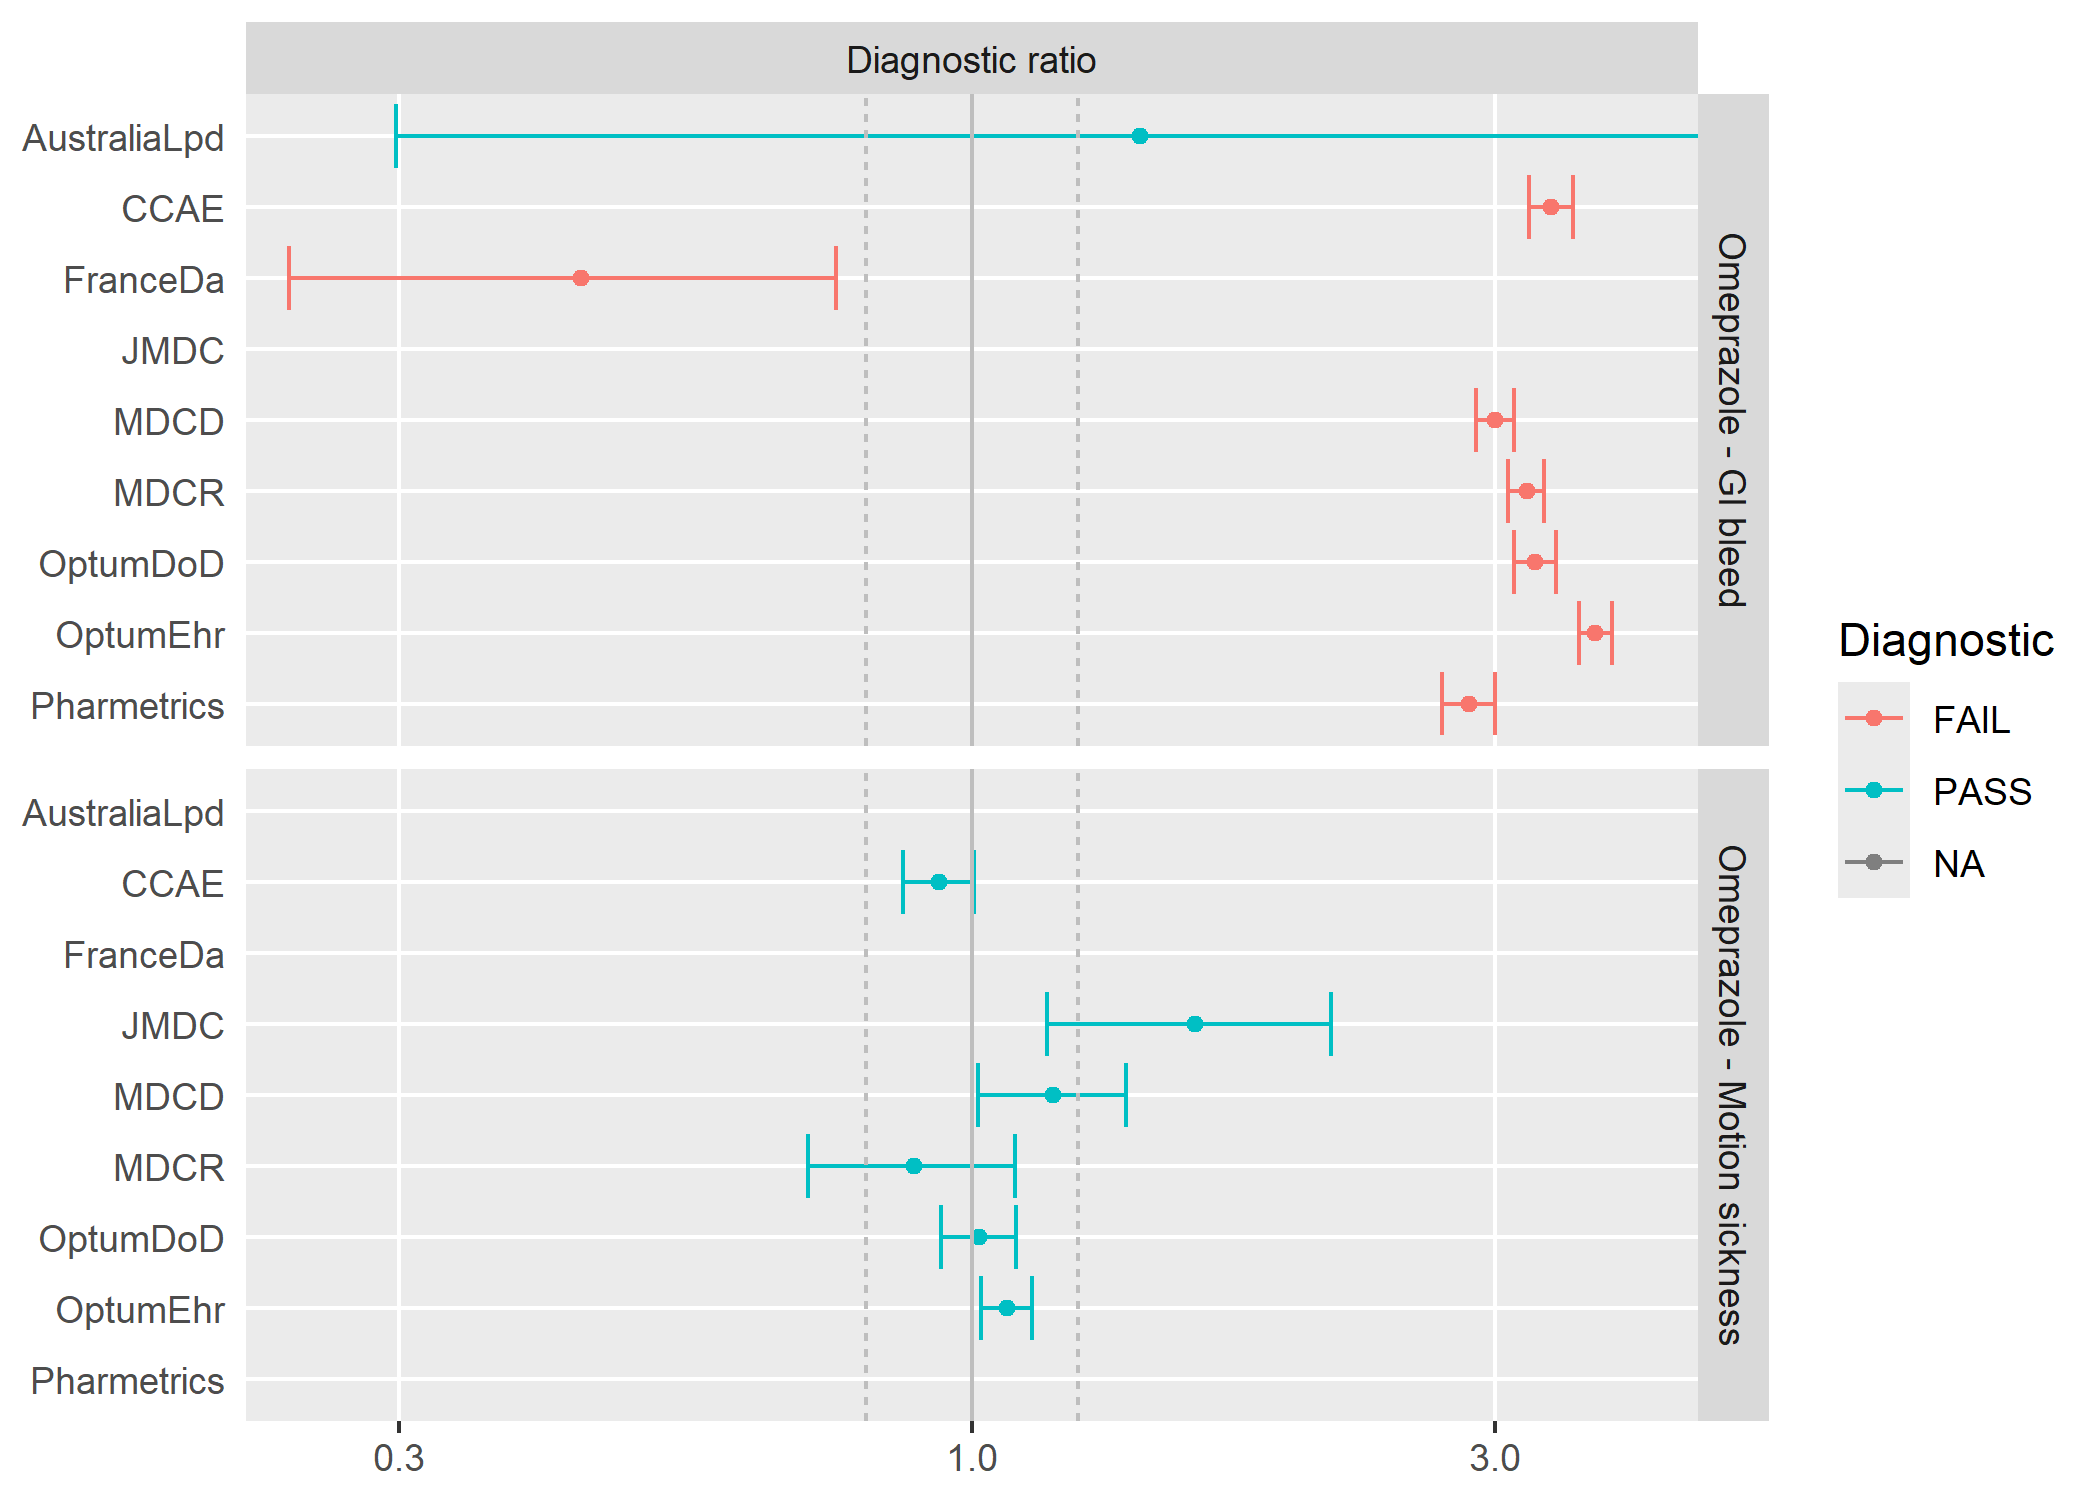 Diagnostic ratio
AustraliaLpd
CCAE
FranceDa
JMDC
MDCD
MDCR
OptumDoD
OptumEhr
Pharmetrics
Omeprazole - GI bleed
AustraliaLpd
CCAE
FranceDa
JMDC
MDCD
MDCR
OptumDoD
OptumEhr
Pharmetrics
Omeprazole - Motion sickness
0.3
1.0
3.0
Diagnostic
FAIL
PASS
NA